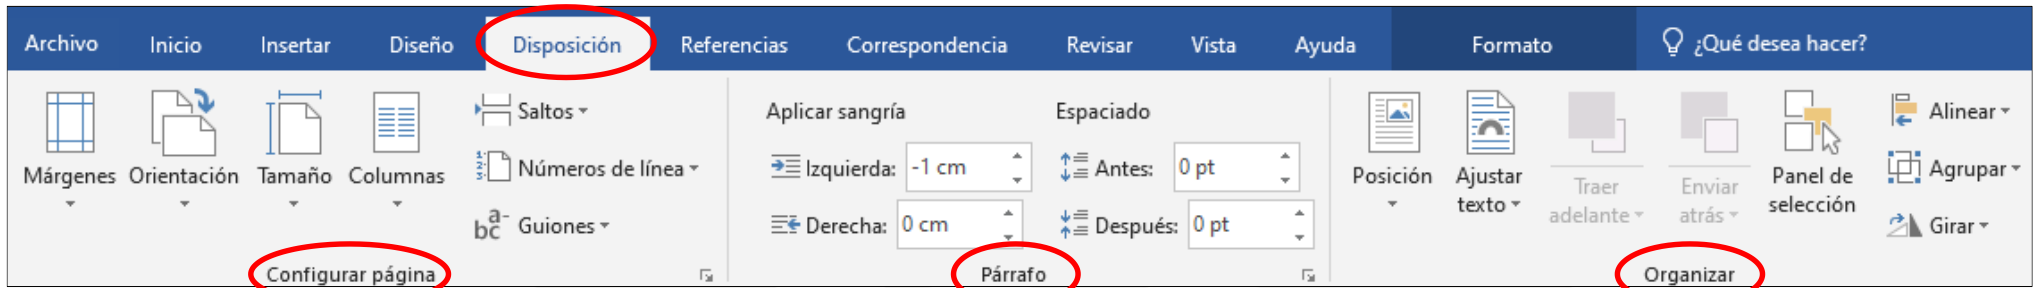 Archivo Inicio Insertar Diseño Disposición Referencias Correspondencia Revisar Vista Ayuda Formato ¿Qué desea hacer?
Márgenes
Orientación
Tamaño
Columnas
Saltos
Números de línea
a-
bc Guiones
Configurar página
Aplicar sangría
Izquierda: -1 cm
Derecha: 0 cm
Espaciado
Antes: 0 pt
Después: 0 pt
Párrafo
Posición
Ajustar
texto
Traer
adelante
Enviar
atrás
Panel de
selección
Alinear
Agrupar
Girar
Organizar